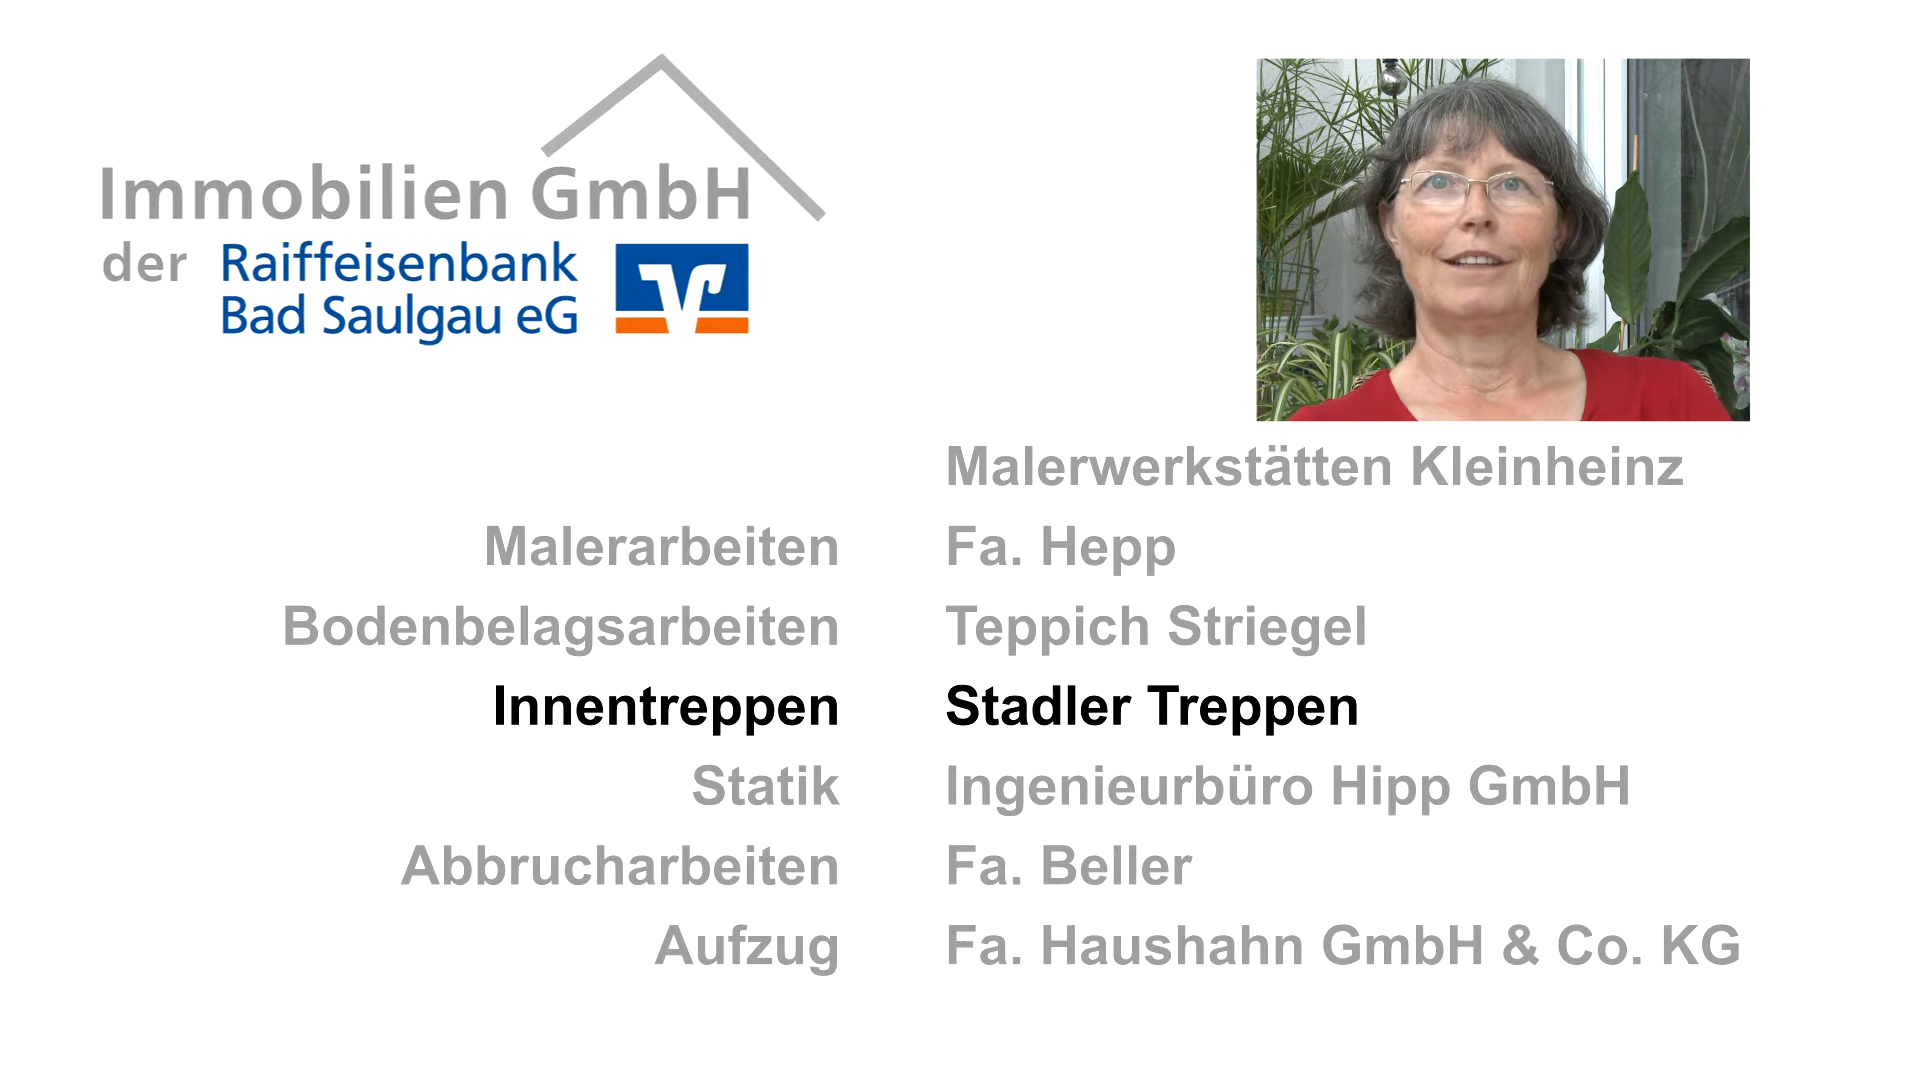 Immobilien GmbH
der Raiffeisenbank
Bad Saulgau eG
Malerwerkstätten Kleinheinz
Malerarbeiten Fa. Hepp
Bodenbelagsarbeiten Teppich Striegel
Innentreppen Stadler Treppen
Statik Ingenieurbüro Hipp GmbH
Abbrucharbeiten Fa. Beller
Aufzug Fa. Haushahn GmbH & Co. KG